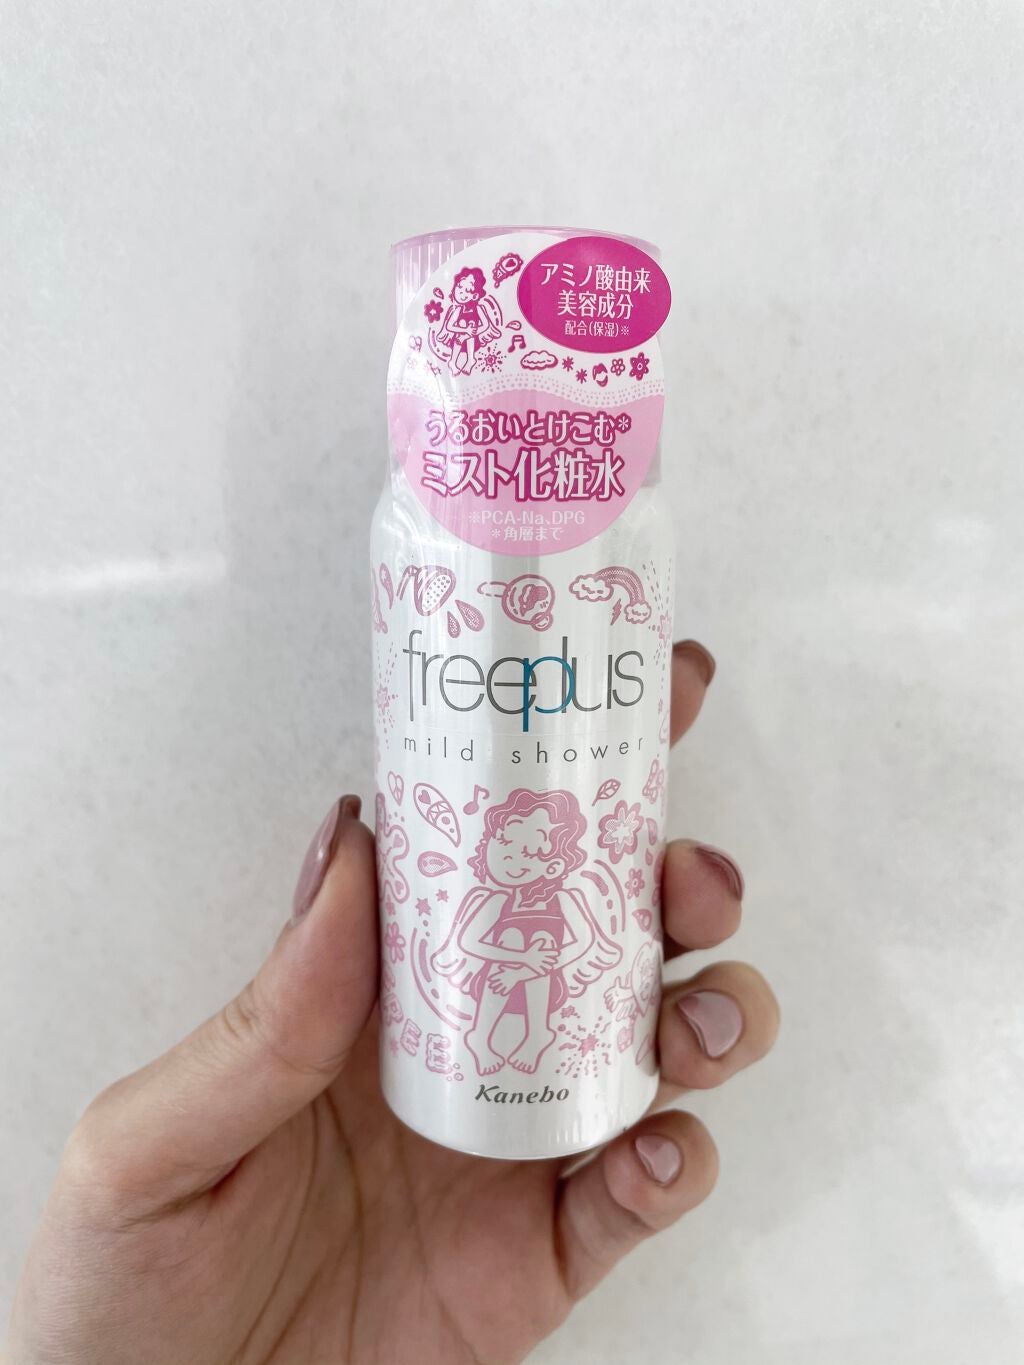 アミノ酸由来
美容成分
配合(保湿)※
うるおいとけこむ*
ミスト化粧水
※PCA-Na、DPG
*角層まで
freeplus
mild shower
Kanebo